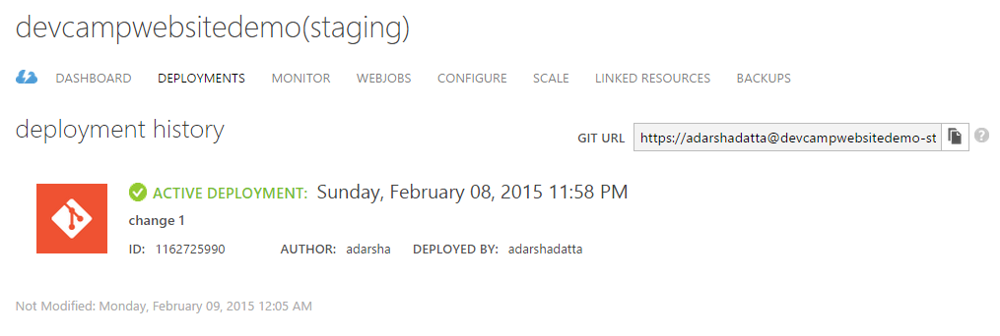 devcampwebsitedemo(staging)
DASHBOARD DEPLOYMENTS MONITOR WEBJOBS CONFIGURE SCALE LINKED RESOURCES BACKUPS
deployment history
GIT URL https://adarshadatta@devcampwebsitedemo-st
?
ACTIVE DEPLOYMENT: Sunday, February 08, 2015 11:58 PM
change 1
ID: 1162725990 AUTHOR: adarsha DEPLOYED BY: adarshadatta
Not Modified: Monday, February 09, 2015 12:05 AM